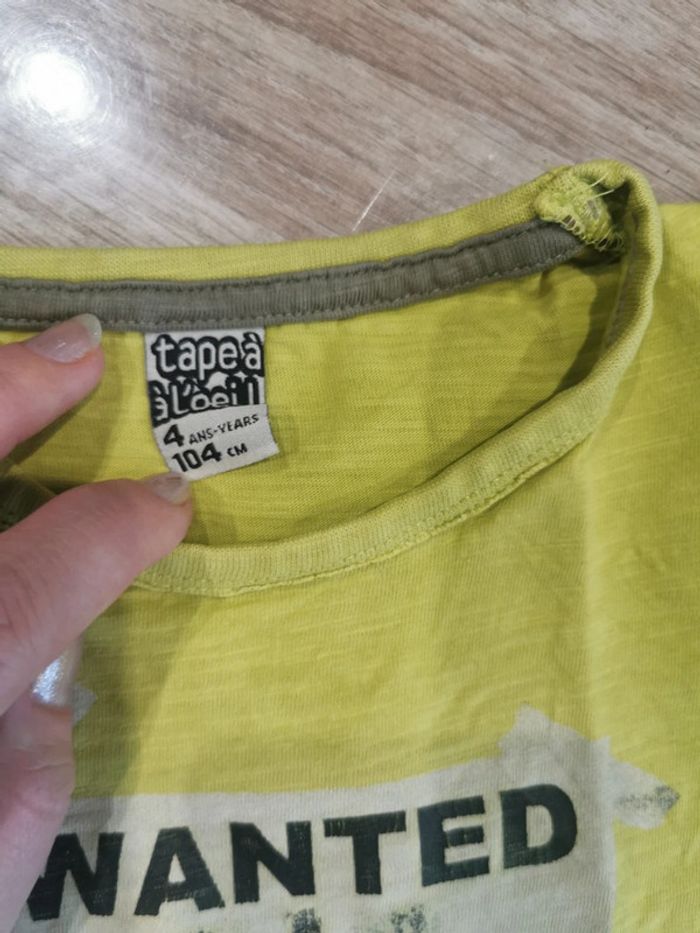 tape à
à l'oeil
4 ANS-YEARS
104 CM
WANTED